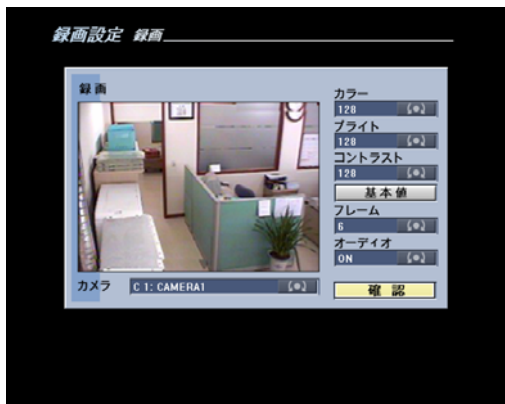 録画設定 録画
録画
カラー
128
ブライト
128
コントラスト
128
基本値
フレーム
6
オーディオ
ON
カメラ
C 1: CAMERA1
確認